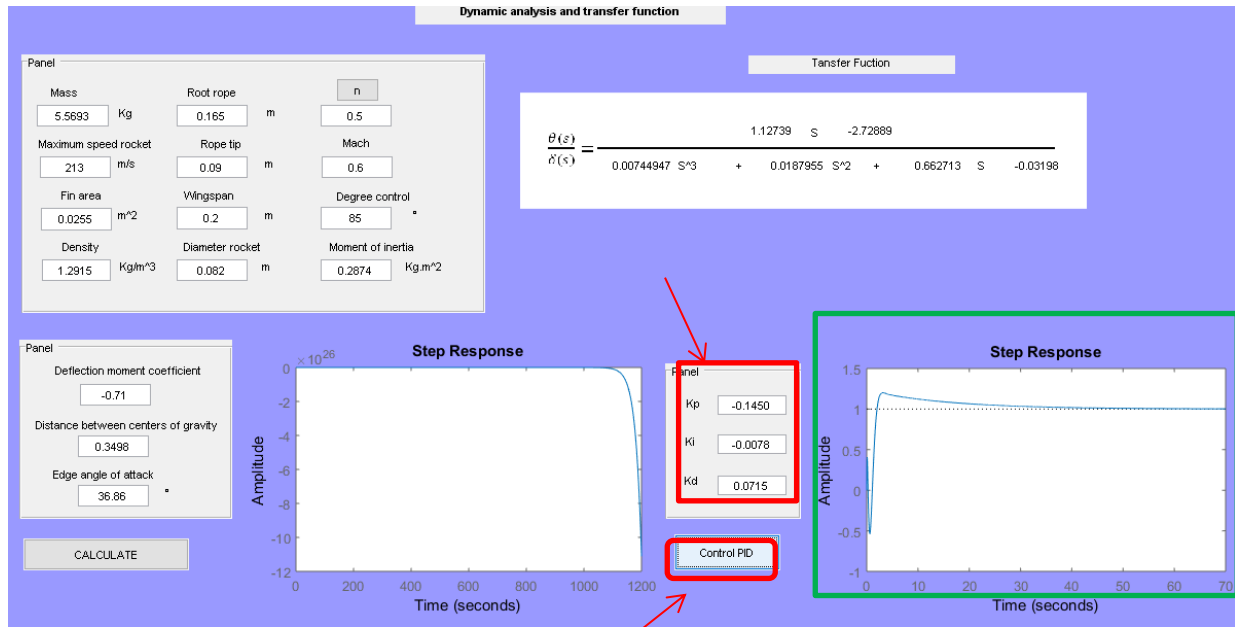 Dynamic analysis and transfer function
Panel
Mass
5.5693 Kg
Root rope
0.165 m
n
0.5
Maximum speed rocket
213 m/s
Rope tip
0.09 m
Mach
0.6
Fin area
0.0255 m^2
Wingspan
0.2 m
Degree control
85 °
Density
1.2915 Kg/m^3
Diameter rocket
0.082 m
Moment of inertia
0.2874 Kg.m^2
Tansfer Fuction
θ(s)
δ(s)
=
1.12739 S -2.72889
0.00744947 S^3 + 0.0187955 S^2 + 0.662713 S -0.03198
Panel
Deflection moment coefficient
-0.71
Distance between centers of gravity
0.3498
Edge angle of attack
36.86 °
CALCULATE
Step Response
×10^26
0
-2
-4
-6
-8
-10
-12
Amplitude
0 200 400 600 800 1000 1200
Time (seconds)
Panel
Kp -0.1450
Ki -0.0078
Kd 0.0715
Control PID
Step Response
1.5
1
0.5
0
-0.5
-1
Amplitude
0 10 20 30 40 50 60 70
Time (seconds)